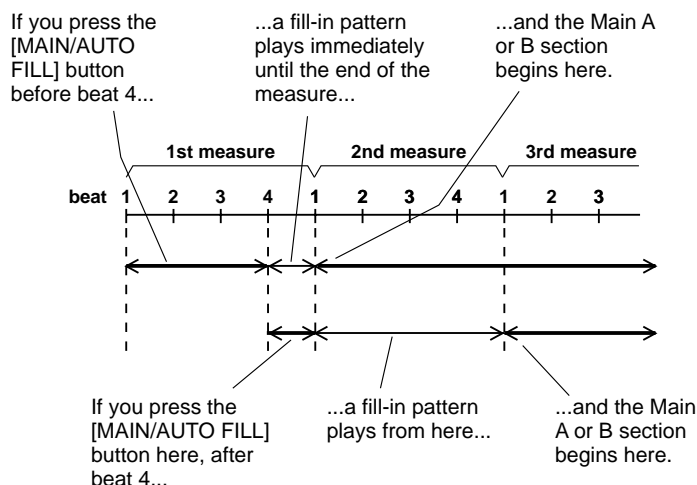 If you press the
[MAIN/AUTO
FILL] button
before beat 4...
...a fill-in pattern
plays immediately
until the end of the
measure...
...and the Main A
or B section
begins here.
1st measure 2nd measure 3rd measure
beat 1 2 3 4 1 2 3 4 1 2 3
If you press the
[MAIN/AUTO FILL]
button here, after
beat 4...
...a fill-in pattern
plays from here...
...and the Main
A or B section
begins here.